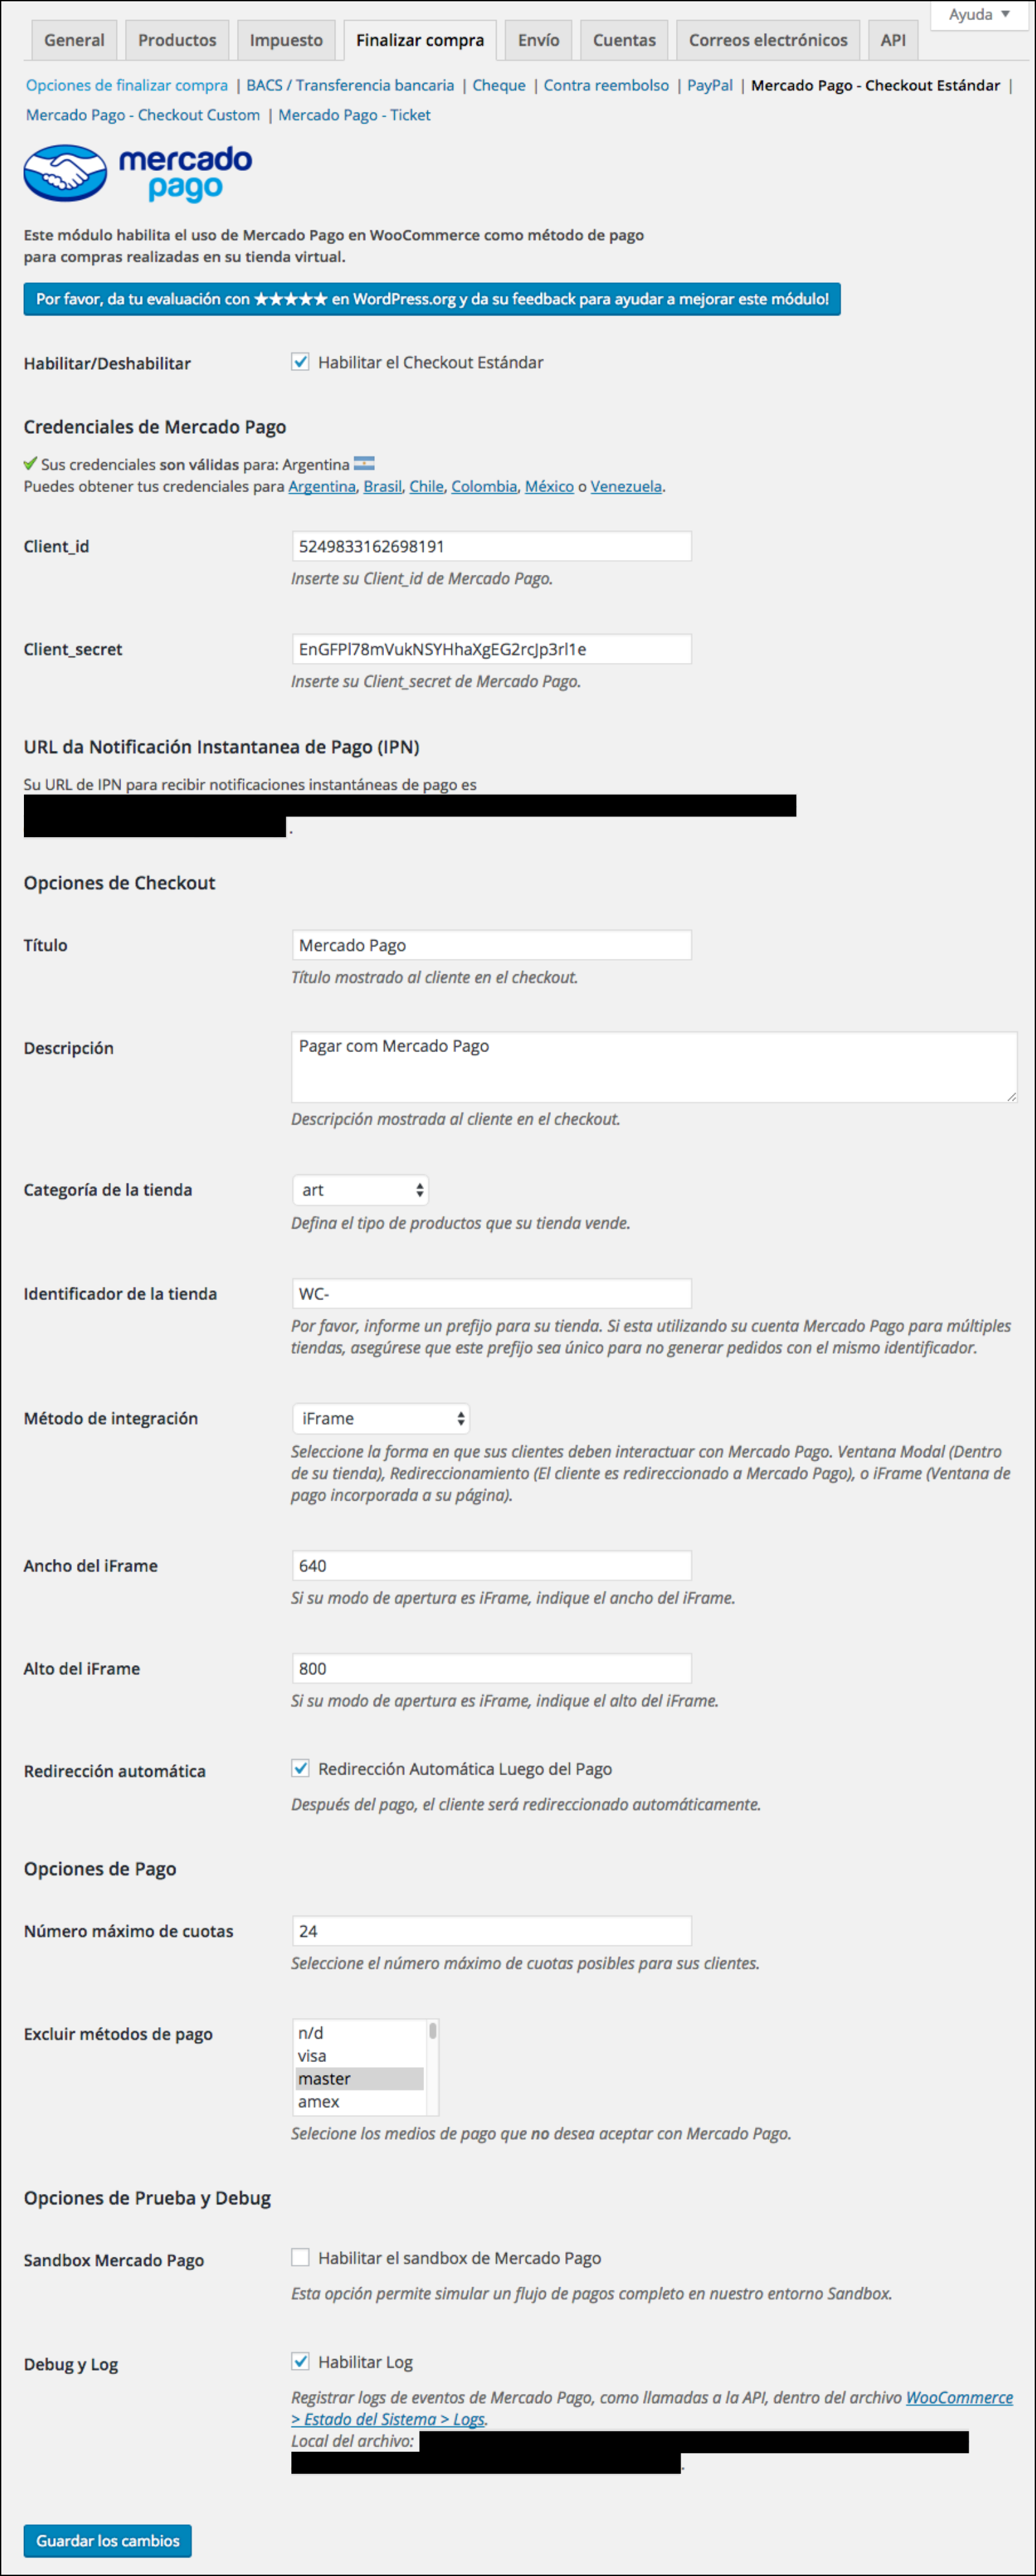 Ayuda
General Productos Impuesto Finalizar compra Envío Cuentas Correos electrónicos API
Opciones de finalizar compra | BACS / Transferencia bancaria | Cheque | Contra reembolso | PayPal | Mercado Pago - Checkout Estándar |
Mercado Pago - Checkout Custom | Mercado Pago - Ticket
mercado
pago
Este módulo habilita el uso de Mercado Pago en WooCommerce como método de pago
para compras realizadas en su tienda virtual.
Por favor, da tu evaluación con ★★★★★ en WordPress.org y da su feedback para ayudar a mejorar este módulo!
Habilitar/Deshabilitar Habilitar el Checkout Estándar
Credenciales de Mercado Pago
Sus credenciales son válidas para: Argentina
Puedes obtener tus credenciales para Argentina, Brasil, Chile, Colombia, México o Venezuela.
Client_id 5249833162698191
Inserte su Client_id de Mercado Pago.
Client_secret EnGFPl78mVukNSYHhaXgEG2rcJp3rl1e
Inserte su Client_secret de Mercado Pago.
URL da Notificación Instantanea de Pago (IPN)
Su URL de IPN para recibir notificaciones instantáneas de pago es
.
Opciones de Checkout
Título Mercado Pago
Título mostrado al cliente en el checkout.
Descripción Pagar com Mercado Pago
Descripción mostrada al cliente en el checkout.
Categoría de la tienda art
Defina el tipo de productos que su tienda vende.
Identificador de la tienda WC-
Por favor, informe un prefijo para su tienda. Si esta utilizando su cuenta Mercado Pago para múltiples
tiendas, asegúrese que este prefijo sea único para no generar pedidos con el mismo identificador.
Método de integración iFrame
Seleccione la forma en que sus clientes deben interactuar con Mercado Pago. Ventana Modal (Dentro
de su tienda), Redireccionamiento (El cliente es redireccionado a Mercado Pago), o iFrame (Ventana de
pago incorporada a su página).
Ancho del iFrame 640
Si su modo de apertura es iFrame, indique el ancho del iFrame.
Alto del iFrame 800
Si su modo de apertura es iFrame, indique el alto del iFrame.
Redirección automática Redirección Automática Luego del Pago
Después del pago, el cliente será redireccionado automáticamente.
Opciones de Pago
Número máximo de cuotas 24
Seleccione el número máximo de cuotas posibles para sus clientes.
Excluir métodos de pago n/d
visa
master
amex
Selecione los medios de pago que no desea aceptar con Mercado Pago.
Opciones de Prueba y Debug
Sandbox Mercado Pago Habilitar el sandbox de Mercado Pago
Esta opción permite simular un flujo de pagos completo en nuestro entorno Sandbox.
Debug y Log Habilitar Log
Registrar logs de eventos de Mercado Pago, como llamadas a la API, dentro del archivo WooCommerce
> Estado del Sistema > Logs.
Local del archivo:
.
Guardar los cambios